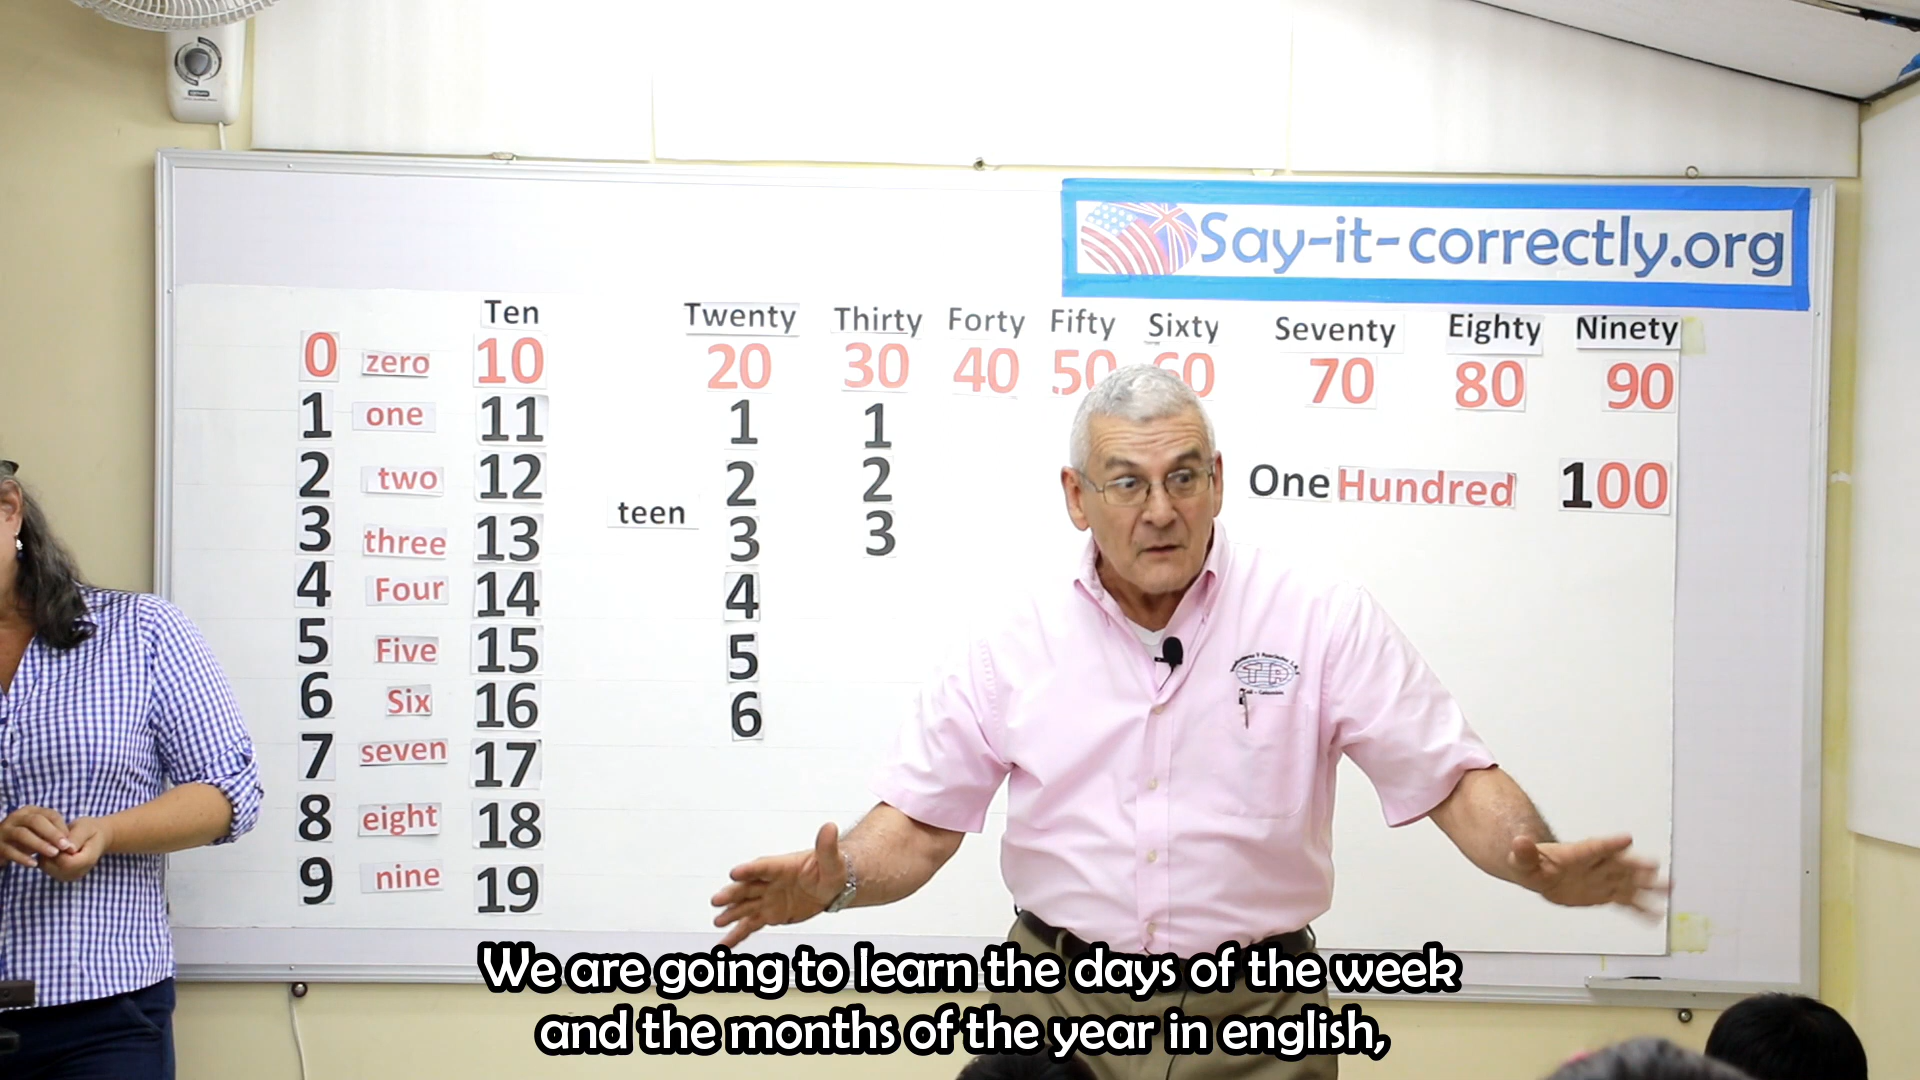 Say-it-correctly.org
Ten Twenty Thirty Forty Fifty Sixty Seventy Eighty Ninety
0 zero 10 20 30 40 50 60 70 80 90
1 one 11 1 1
2 two 12 2 2 One Hundred 100
3 three 13 teen 3 3
4 Four 14 4
5 Five 15 5
6 Six 16 6
7 seven 17
8 eight 18
9 nine 19
We are going to learn the days of the week
and the months of the year in english,